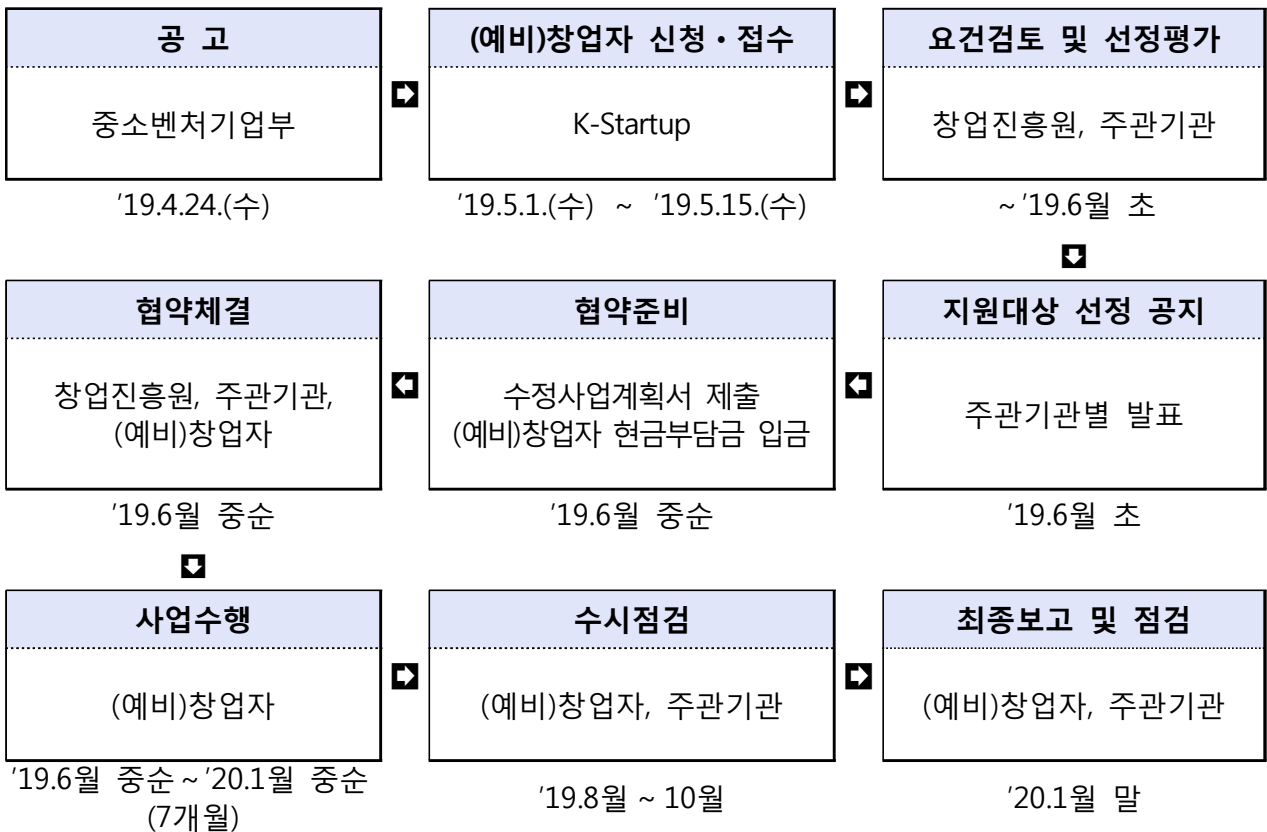 공 고
중소벤처기업부
'19.4.24.(수)
(예비)창업자 신청・접수
K-Startup
'19.5.1.(수) ~ '19.5.15.(수)
요건검토 및 선정평가
창업진흥원, 주관기관
~'19.6월 초
지원대상 선정 공지
주관기관별 발표
'19.6월 초
협약준비
수정사업계획서 제출
(예비)창업자 현금부담금 입금
'19.6월 중순
협약체결
창업진흥원, 주관기관,
(예비)창업자
'19.6월 중순
사업수행
(예비)창업자
'19.6월 중순~'20.1월 중순
(7개월)
수시점검
(예비)창업자, 주관기관
'19.8월~10월
최종보고 및 점검
(예비)창업자, 주관기관
'20.1월 말